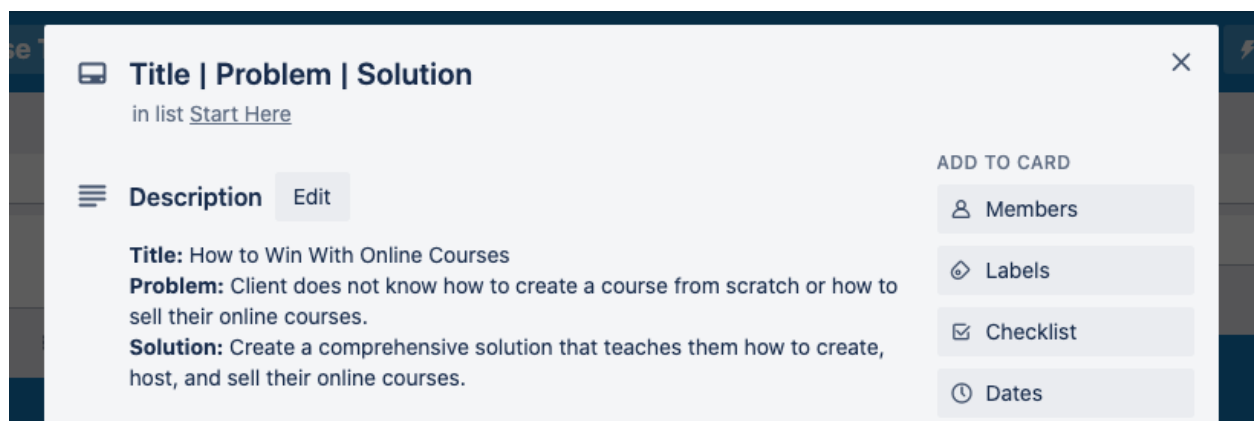 Title | Problem | Solution
in list Start Here
ADD TO CARD
Description Edit
Members
Title: How to Win With Online Courses
Problem: Client does not know how to create a course from scratch or how to
sell their online courses.
Solution: Create a comprehensive solution that teaches them how to create,
host, and sell their online courses.
Labels
Checklist
Dates